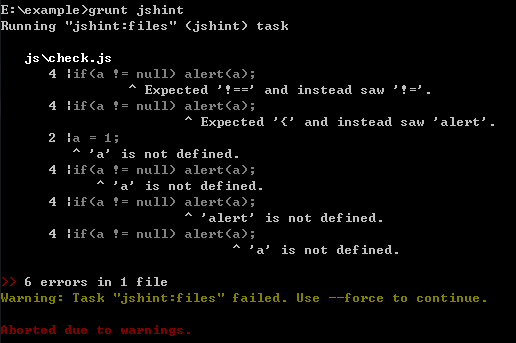 E:\example>grunt jshint
Running "jshint:files" (jshint) task
js\check.js
4 |if(a != null) alert(a);
^ Expected '!==' and instead saw '!='.
4 |if(a != null) alert(a);
^ Expected '{' and instead saw 'alert'.
2 |a = 1;
^ 'a' is not defined.
4 |if(a != null) alert(a);
^ 'a' is not defined.
4 |if(a != null) alert(a);
^ 'alert' is not defined.
4 |if(a != null) alert(a);
^ 'a' is not defined.
>> 6 errors in 1 file
Warning: Task "jshint:files" failed. Use --force to continue.
Aborted due to warnings.